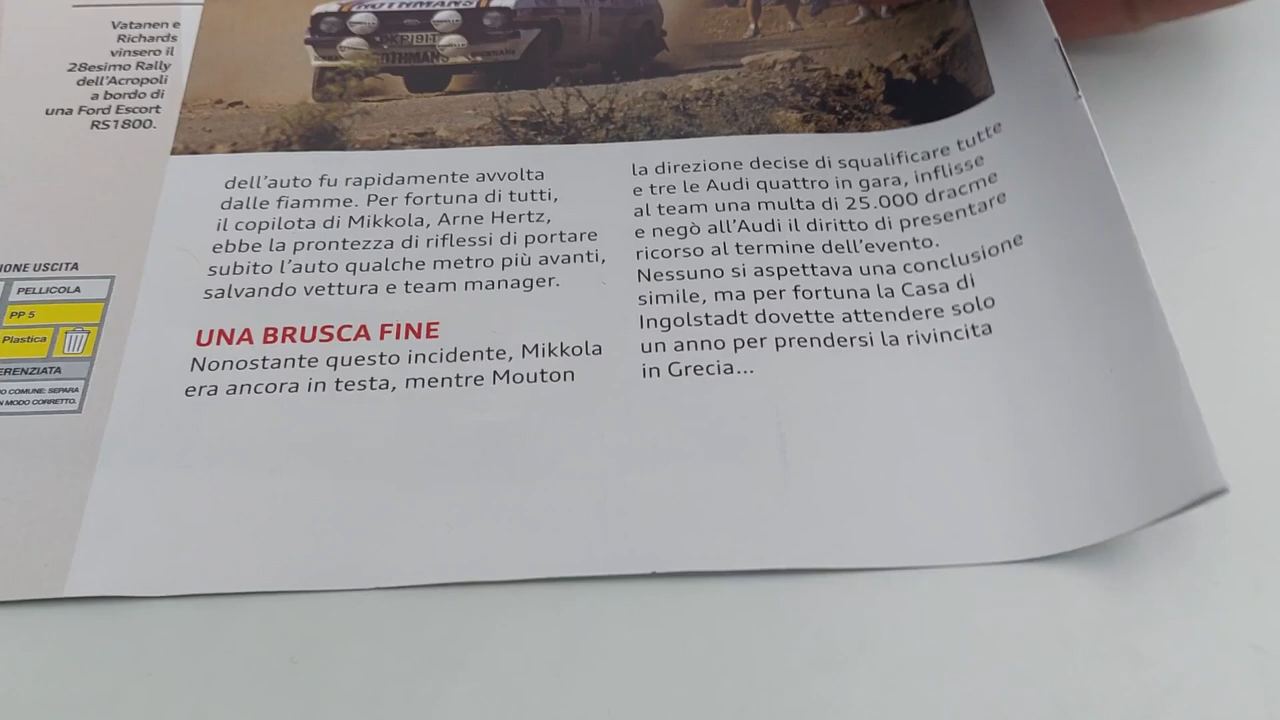 ROTHMANS
Vatanen e
Richards
vinsero il
28esimo Rally
dell'Acropoli
a bordo di
una Ford Escort
RS1800.
dell'auto fu rapidamente avvolta
dalle fiamme. Per fortuna di tutti,
il copilota di Mikkola, Arne Hertz,
ebbe la prontezza di riflessi di portare
subito l'auto qualche metro più avanti,
salvando vettura e team manager.
UNA BRUSCA FINE
Nonostante questo incidente, Mikkola
era ancora in testa, mentre Mouton
la direzione decise di squalificare tutte
e tre le Audi quattro in gara, inflisse
al team una multa di 25.000 dracme
e negò all'Audi il diritto di presentare
ricorso al termine dell'evento.
Nessuno si aspettava una conclusione
simile, ma per fortuna la Casa di
Ingolstadt dovette attendere solo
un anno per prendersi la rivincita
in Grecia...
USCITA
PELLICOLA
PP 5
Plastica
COMUNE: SEPARA
MODO CORRETTO.